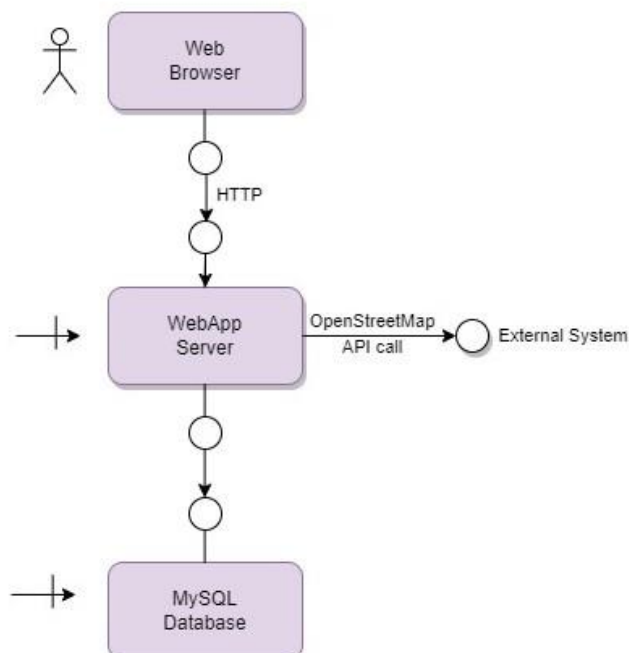 Web
Browser
HTTP
WebApp
Server
OpenStreetMap
API call
External System
MySQL
Database